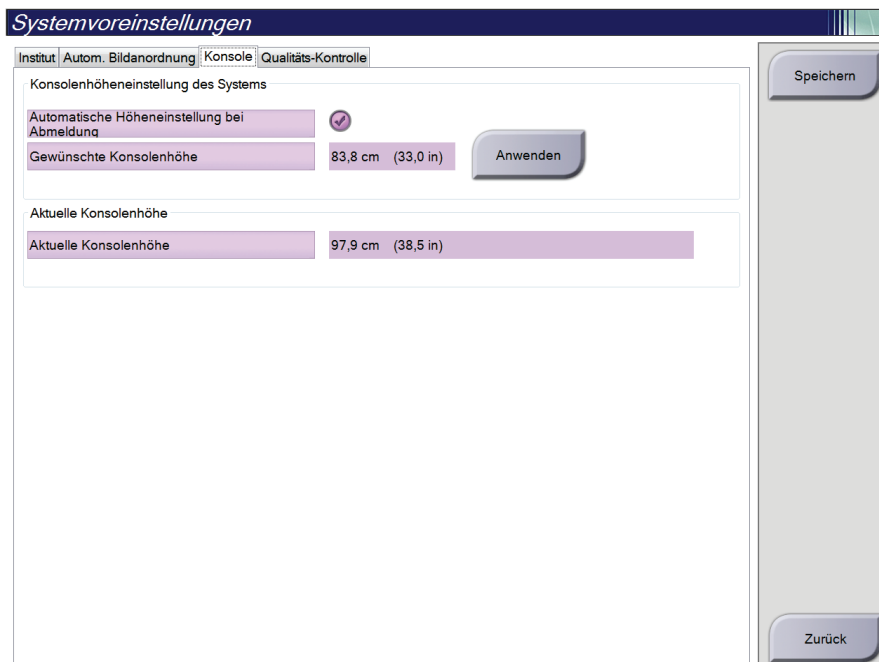 Systemvoreinstellungen
Institut Autom. Bildanordnung Konsole Qualitäts-Kontrolle
Speichern
Konsolenhöheneinstellung des Systems
Automatische Höheneinstellung bei
Abmeldung
Gewünschte Konsolenhöhe 83,8 cm (33,0 in) Anwenden
Aktuelle Konsolenhöhe
Aktuelle Konsolenhöhe 97,9 cm (38,5 in)
Zurück